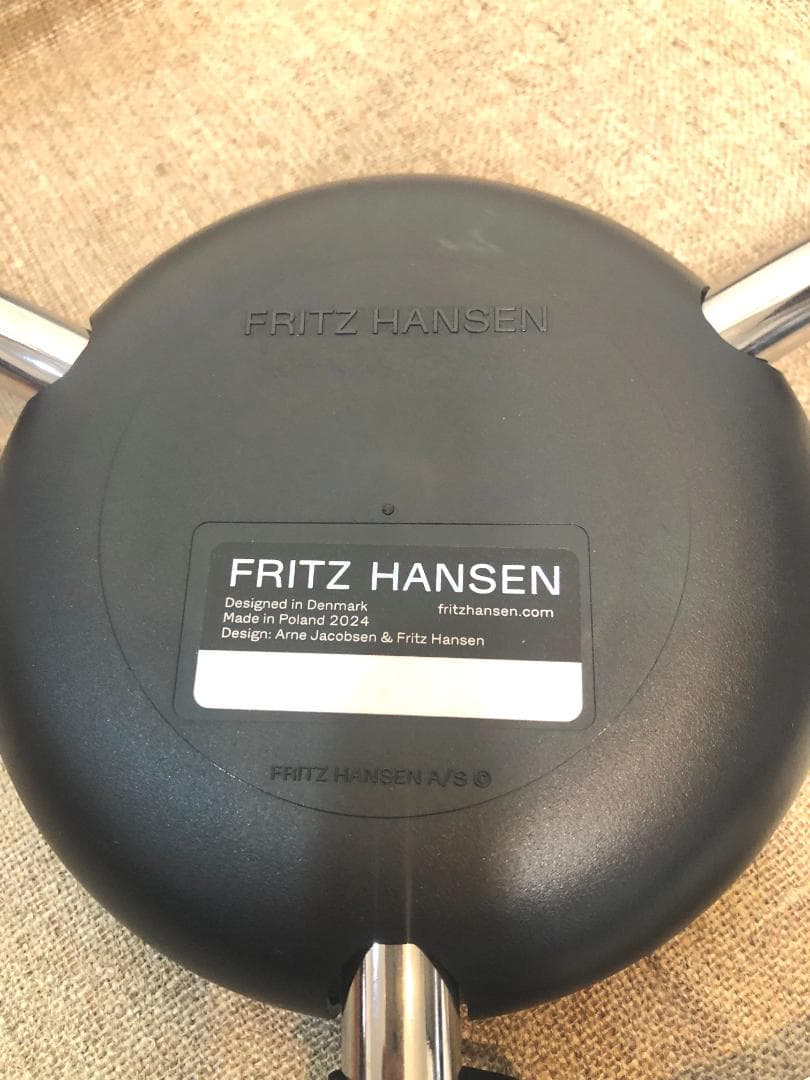 FRITZ HANSEN
FRITZ HANSEN
Designed in Denmark fritzhansen.com
Made in Poland 2024
Design: Arne Jacobsen & Fritz Hansen
FRITZ HANSEN A/S ©